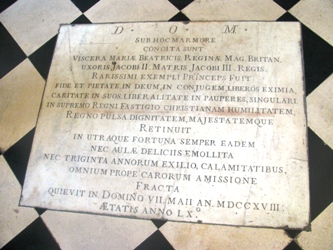 D. O. M.
SUB HOC MARMORE
CONDITA SUNT
VISCERA MARIÆ BEATRICIS REGINÆ MAG. BRITAN.
UXORIS JACOBI II. MATRIS JACOBI III. REGIS.
RARISSIMI EXEMPLI PRINCEPS FUIT
FIDE ET PIETATE IN DEUM, IN CONJUGEM, LIBEROS EXIMIA,
CARITATE IN SUOS, LIBERALITATE IN PAUPERES, SINGULARI
IN SUPREMO REGNI FASTIGIO CHRISTIANAM HUMILITATEM,
REGNO PULSA DIGNITATEM, MAJESTATEMQUE
RETINUIT
IN UTRAQUE FORTUNA SEMPER EADEM
NEC AULÆ DELICIIS EMOLLITA
NEC TRIGINTA ANNORUM EXILIO, CALAMITATIBUS,
OMNIUM PROPE CARORUM AMISSIONE
FRACTA
QUIEVIT IN DOMINO VII. MAII AN. MDCCXVIII.
ÆTATIS ANNO LXº.